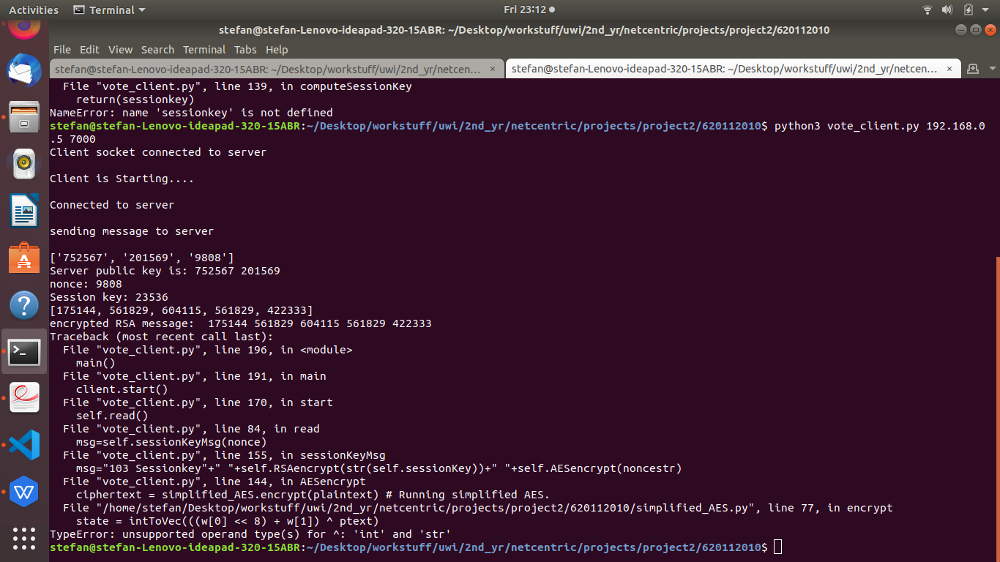 Activities Terminal Fri 23:12
stefan@stefan-Lenovo-ideapad-320-15ABR: ~/Desktop/workstuff/uwi/2nd_yr/netcentric/projects/project2/620112010
File Edit View Search Terminal Tabs Help
stefan@stefan-Lenovo-ideapad-320-15ABR: ~/Desktop/workstuff/uwi/2nd_yr/netcen... × stefan@stefan-Lenovo-ideapad-320-15ABR: ~/Desktop/workstuff/uwi/2nd_yr/netcen... ×
  File "vote_client.py", line 139, in computeSessionKey
    return(sessionkey)
NameError: name 'sessionkey' is not defined
stefan@stefan-Lenovo-ideapad-320-15ABR:~/Desktop/workstuff/uwi/2nd_yr/netcentric/projects/project2/620112010$ python3 vote_client.py 192.168.0
.5 7000
Client socket connected to server
Client is Starting....
Connected to server
sending message to server
['752567', '201569', '9808']
Server public key is: 752567 201569
nonce: 9808
Session key: 23536
[175144, 561829, 604115, 561829, 422333]
encrypted RSA message:  175144 561829 604115 561829 422333
Traceback (most recent call last):
  File "vote_client.py", line 196, in <module>
    main()
  File "vote_client.py", line 191, in main
    client.start()
  File "vote_client.py", line 170, in start
    self.read()
  File "vote_client.py", line 84, in read
    msg=self.sessionKeyMsg(nonce)
  File "vote_client.py", line 155, in sessionKeyMsg
    msg="103 Sessionkey"+" "+self.RSAencrypt(str(self.sessionKey))+" "+self.AESencrypt(noncestr)
  File "vote_client.py", line 144, in AESencrypt
    ciphertext = simplified_AES.encrypt(plaintext) # Running simplified AES.
  File "/home/stefan/Desktop/workstuff/uwi/2nd_yr/netcentric/projects/project2/620112010/simplified_AES.py", line 77, in encrypt
    state = intToVec(((w[0] << 8) + w[1]) ^ ptext)
TypeError: unsupported operand type(s) for ^: 'int' and 'str'
stefan@stefan-Lenovo-ideapad-320-15ABR:~/Desktop/workstuff/uwi/2nd_yr/netcentric/projects/project2/620112010$